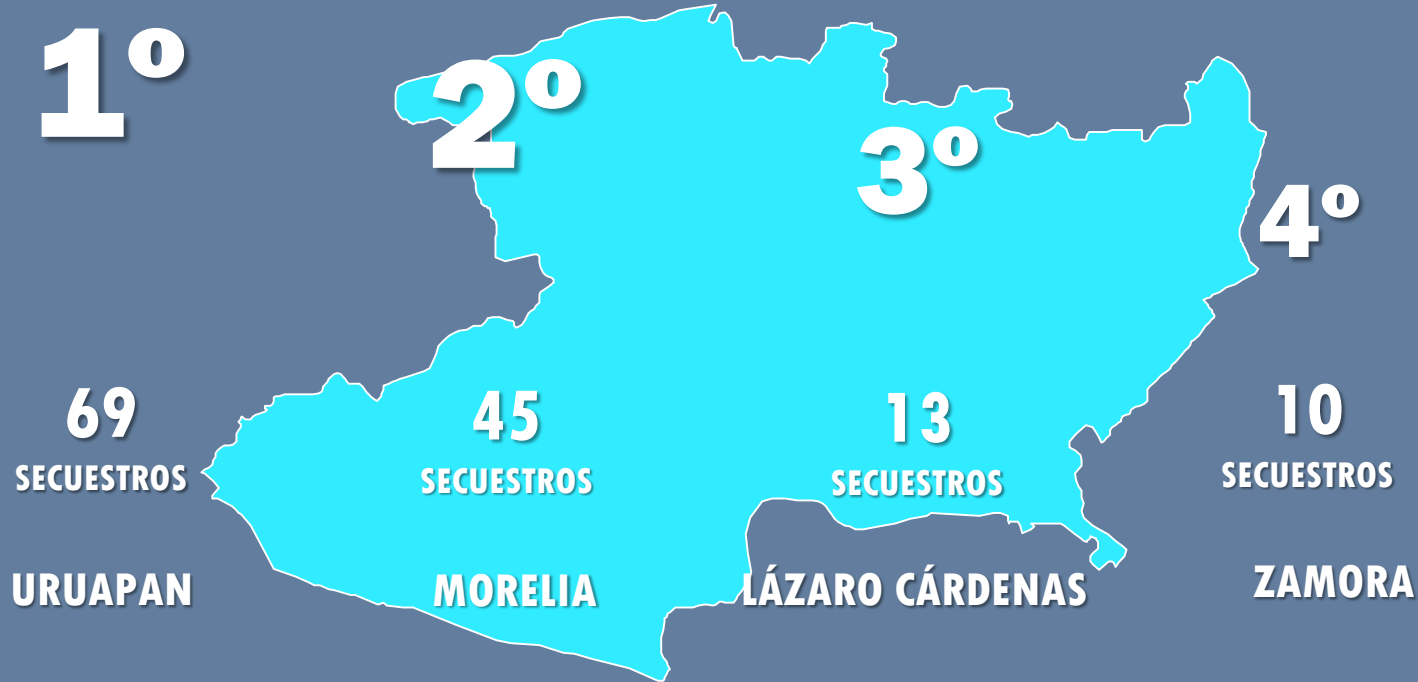 1º
69
SECUESTROS
URUAPAN
2º
45
SECUESTROS
MORELIA
3º
13
SECUESTROS
LÁZARO CÁRDENAS
4º
10
SECUESTROS
ZAMORA